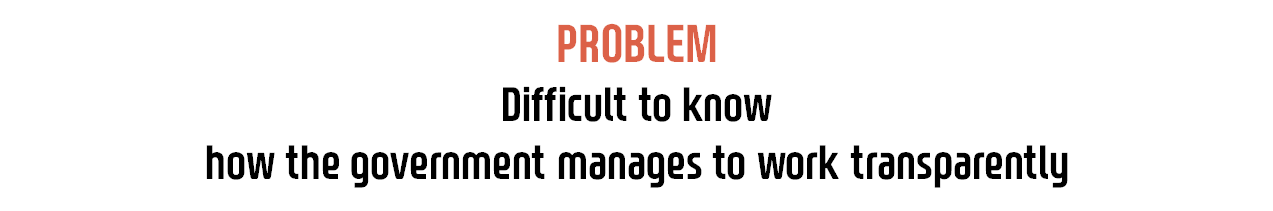 PROBLEM
Difficult to know
how the government manages to work transparently